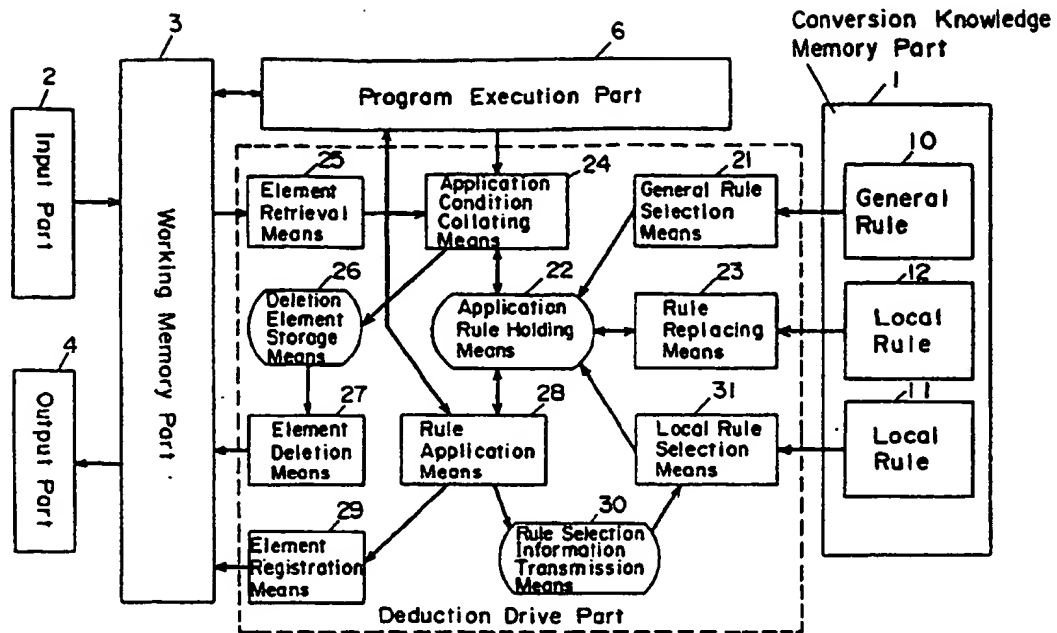 Conversion Knowledge
Memory Part
3
6
1
2
Program Execution Part
10
25
24
21
Input Part
Element
Retrieval
Means
Application
Condition
Collating
Means
General Rule
Selection
Means
General
Rule
Working Memory Part
26
22
23
12
Deletion
Element
Storage
Means
Application
Rule Holding
Means
Rule
Replacing
Means
Local
Rule
4
27
28
31
11
Output Part
Element
Deletion
Means
Rule
Application
Means
Local Rule
Selection
Means
Local
Rule
29
30
Element
Registration
Means
Rule Selection
Information
Transmission
Means
Deduction Drive Part